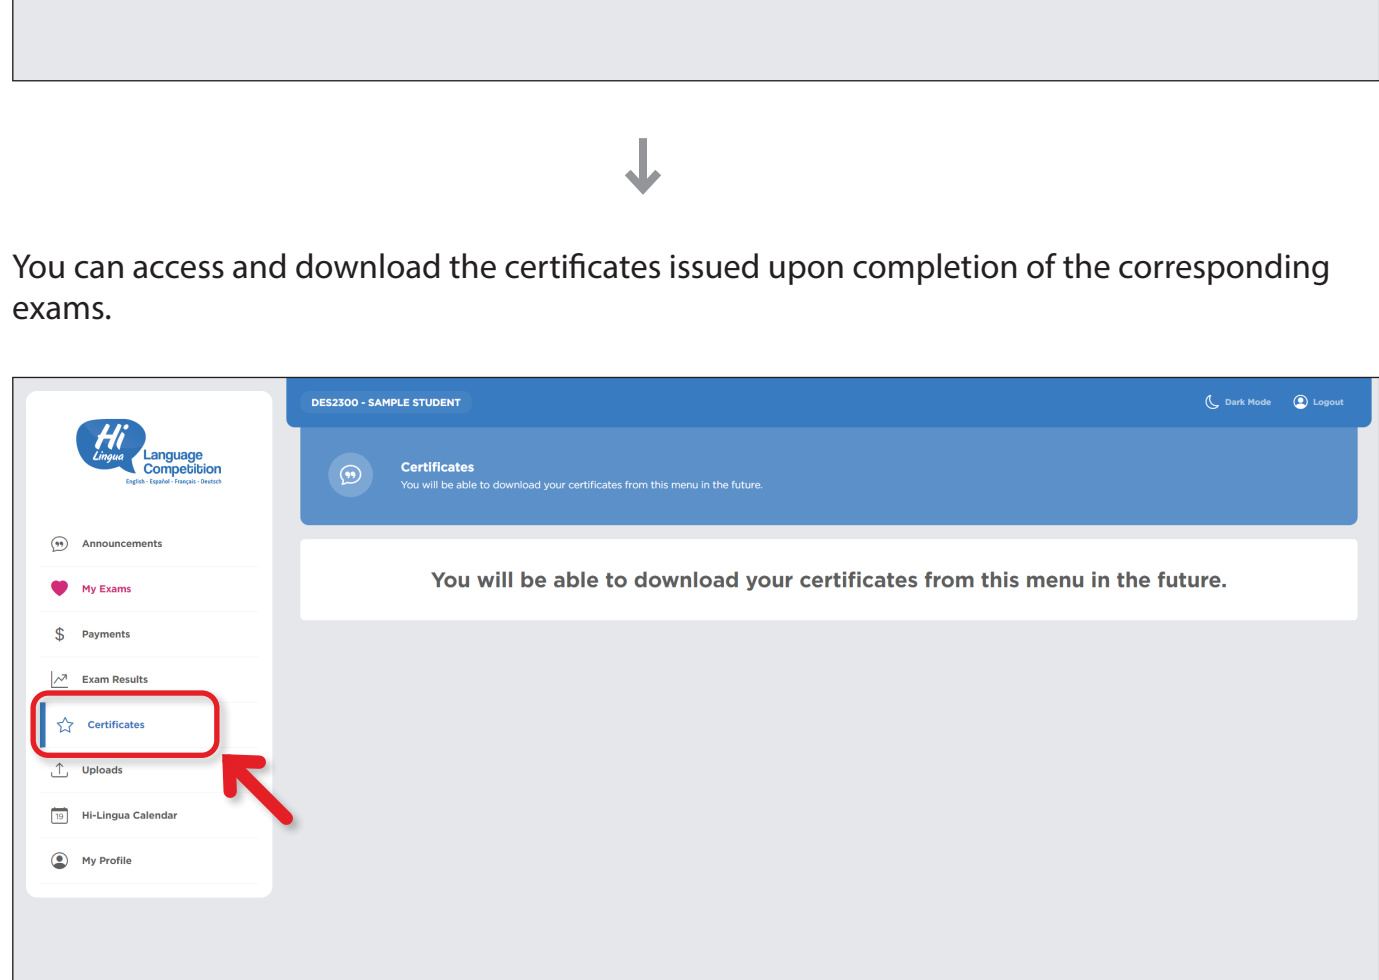 You can access and download the certificates issued upon completion of the corresponding
exams.
DES2300 - SAMPLE STUDENT
Dark Mode
Logout
Hi
Lingua
Language
Competition
English - Español - Français - Deutsch
Certificates
You will be able to download your certificates from this menu in the future.
You will be able to download your certificates from this menu in the future.
Announcements
My Exams
$ Payments
Exam Results
Certificates
Uploads
19 Hi-Lingua Calendar
My Profile